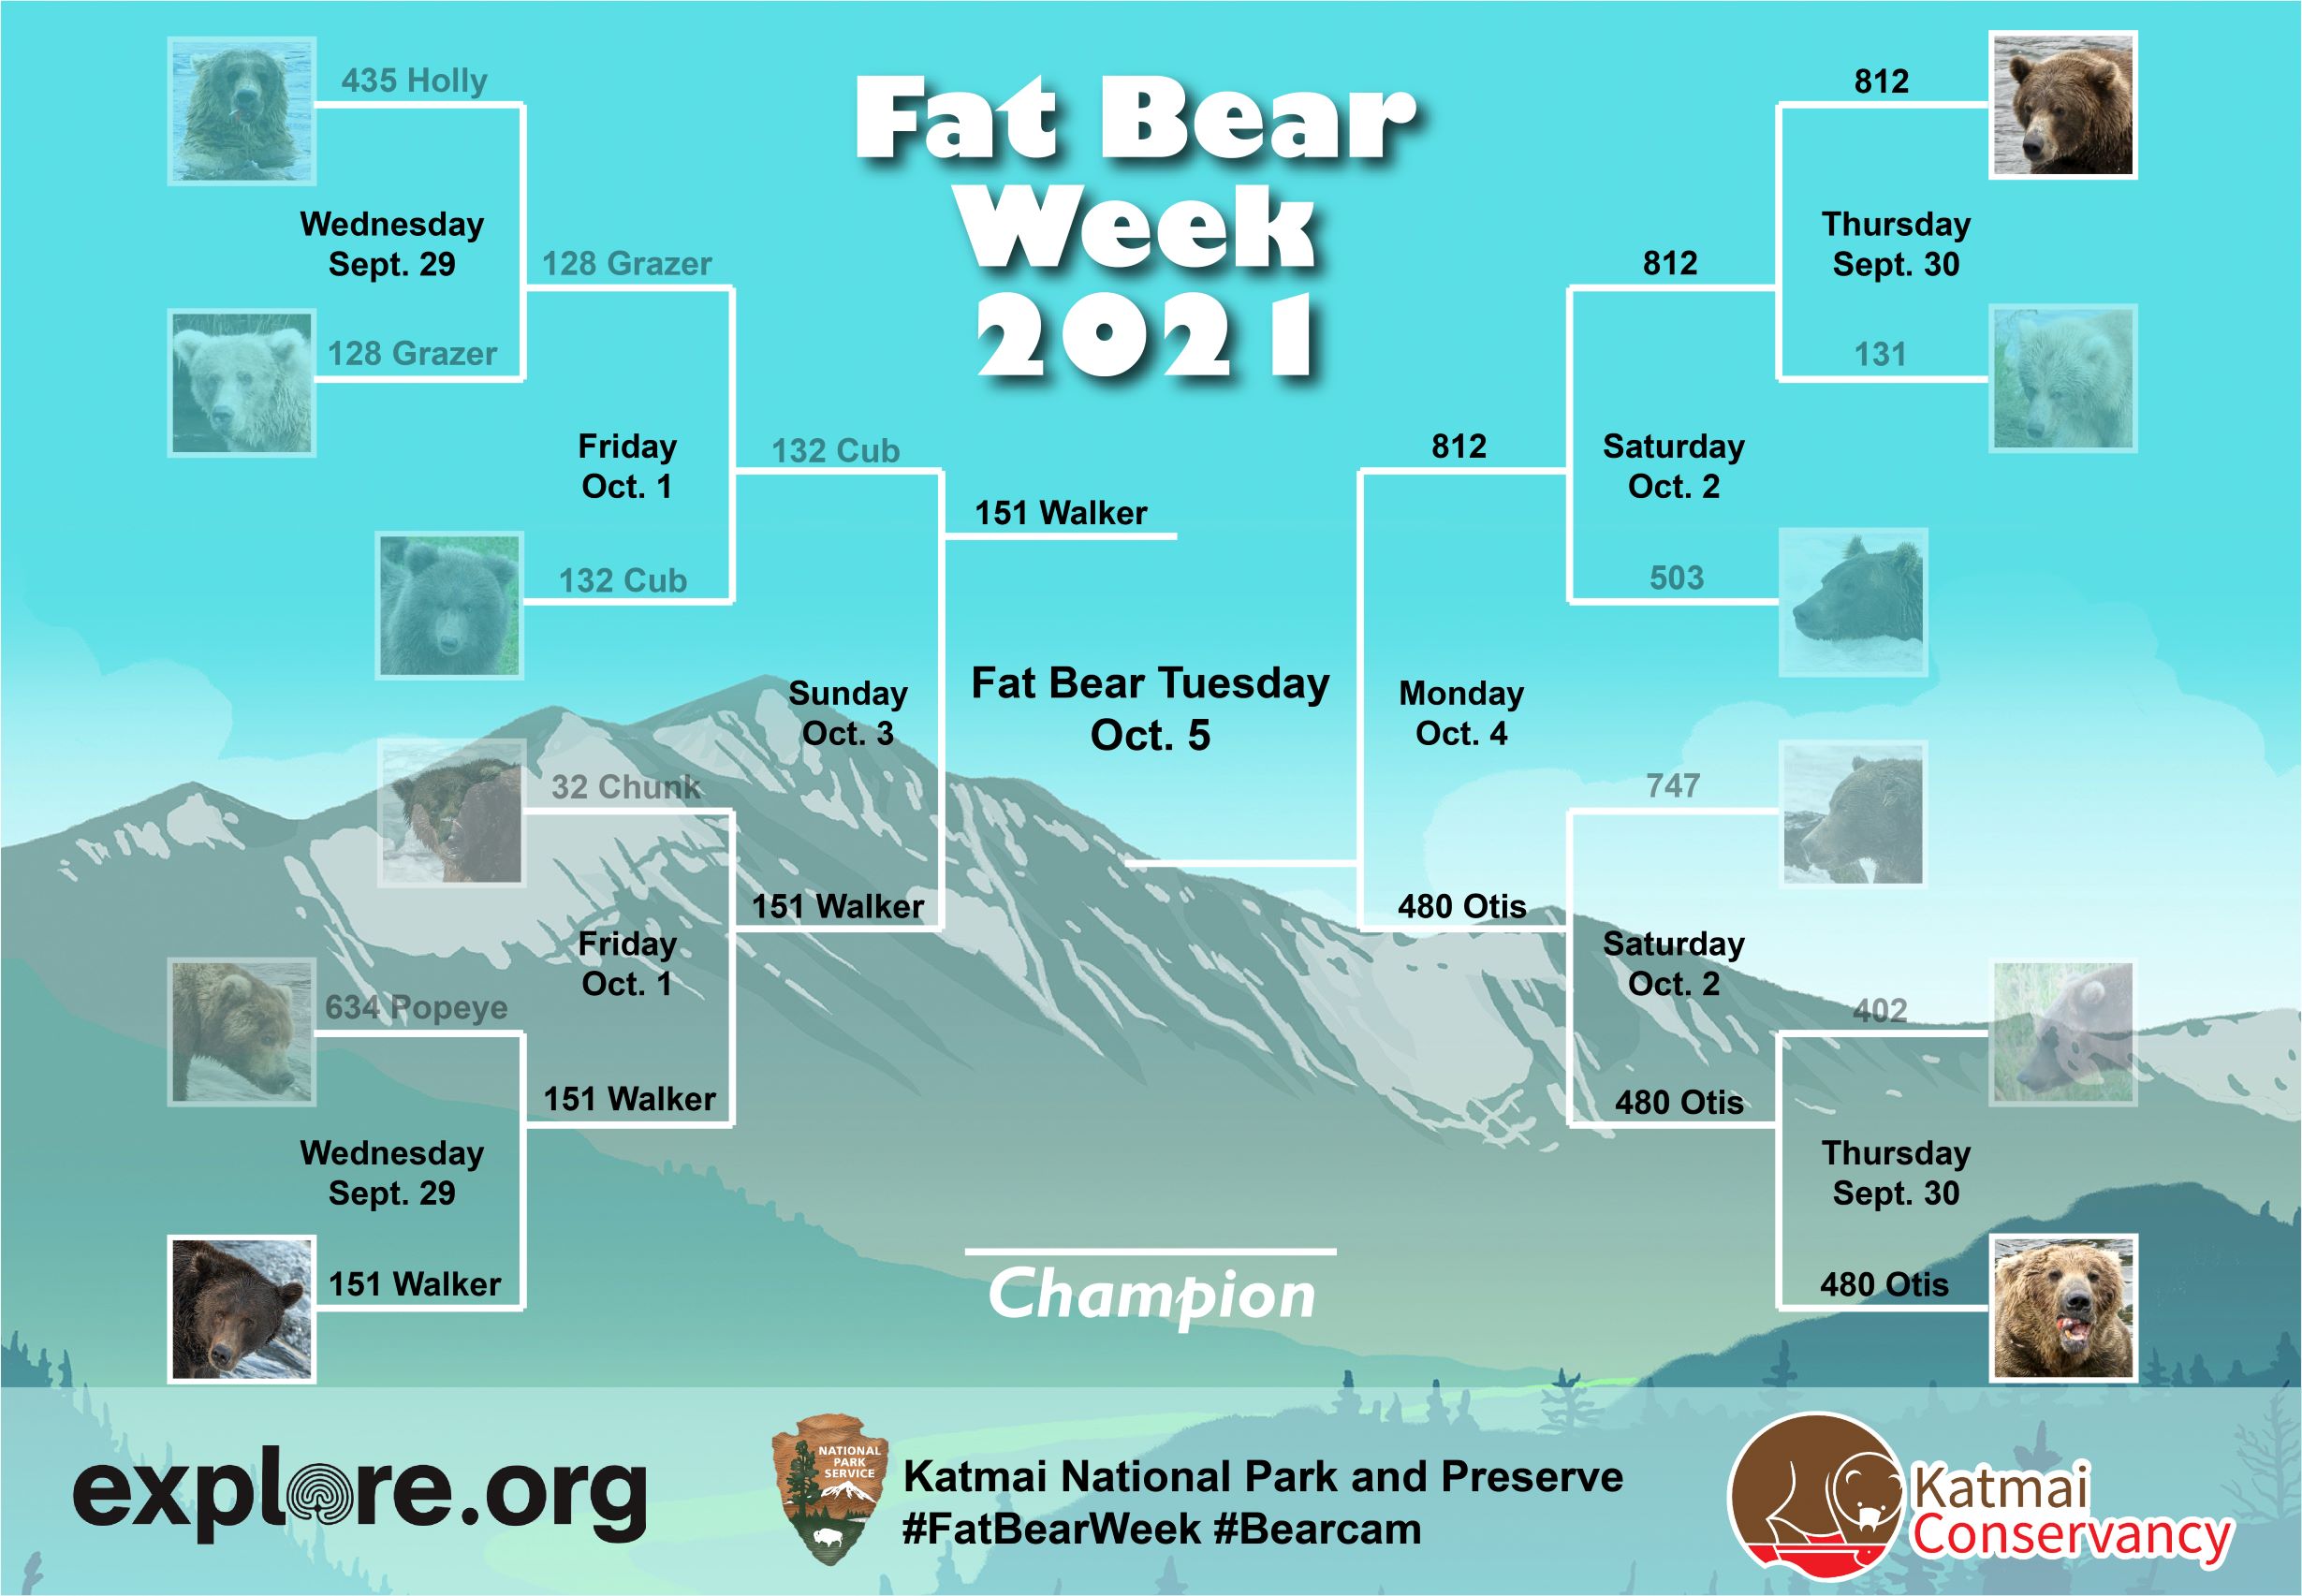 Fat Bear
Week
2021
435 Holly
Wednesday
Sept. 29
128 Grazer
128 Grazer
Friday
Oct. 1
132 Cub
132 Cub
151 Walker
Sunday
Oct. 3
32 Chunk
151 Walker
Friday
Oct. 1
634 Popeye
151 Walker
Wednesday
Sept. 29
151 Walker
Fat Bear Tuesday
Oct. 5
812
Thursday
Sept. 30
812
131
812
Saturday
Oct. 2
503
Monday
Oct. 4
747
480 Otis
Saturday
Oct. 2
402
480 Otis
Thursday
Sept. 30
480 Otis
Champion
explore.org
NATIONAL
PARK
SERVICE
Katmai National Park and Preserve
#FatBearWeek #Bearcam
Katmai
Conservancy